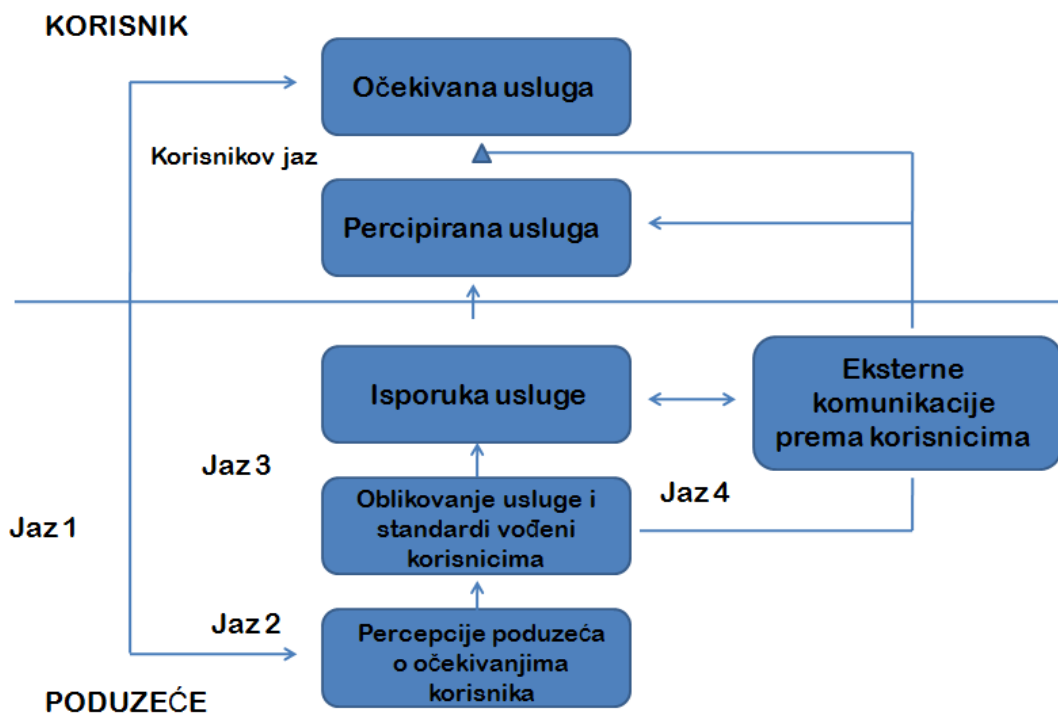 KORISNIK
Očekivana usluga
Korisnikov jaz
Percipirana usluga
Isporuka usluge
Eksterne
komunikacije
prema korisnicima
Jaz 3
Jaz 4
Oblikovanje usluge i
standardi vođeni
korisnicima
Jaz 1
Jaz 2
Percepcije poduzeća
o očekivanjima
korisnika
PODUZEĆE